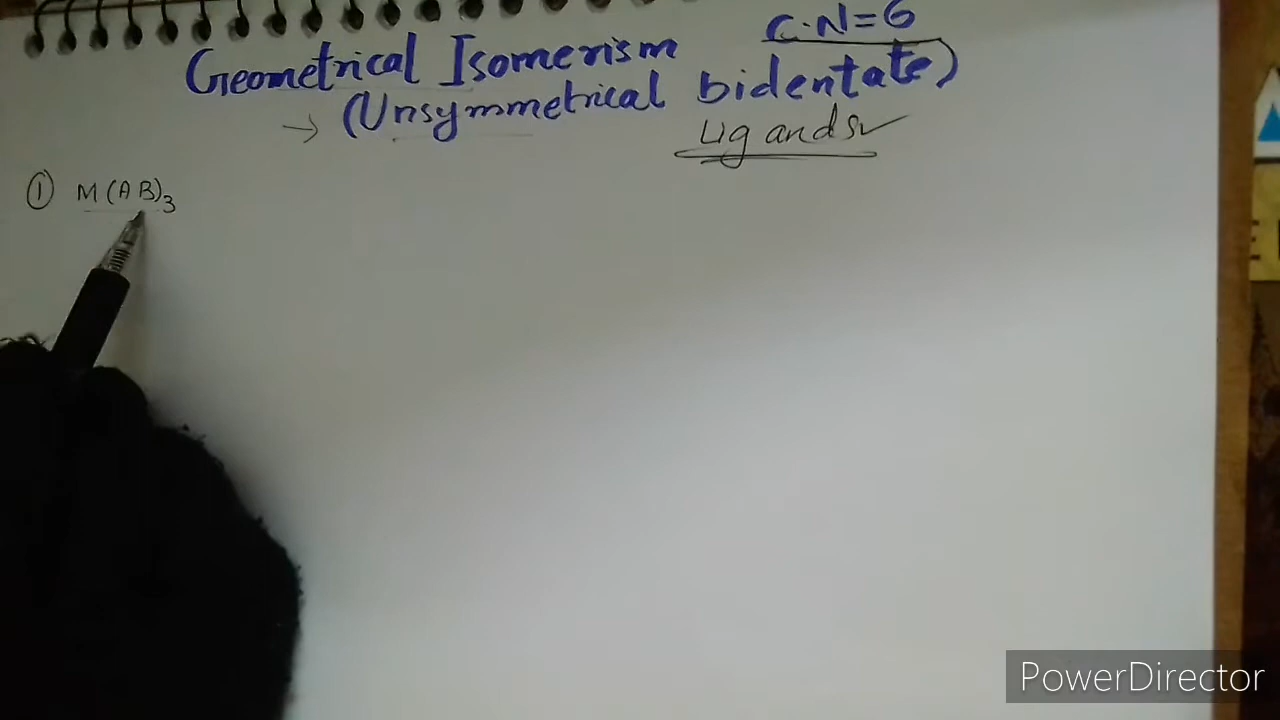 C.N=6
Geometrical Isomerism
→ (Unsymmetrical bidentate)
Ligands
① M(AB)3
PowerDirector